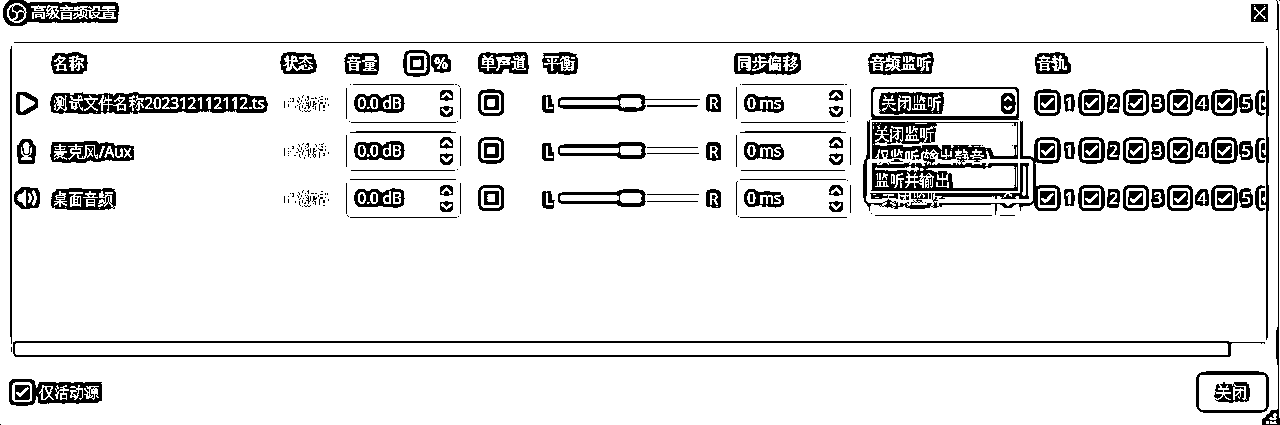 高级音频设置
名称 状态 音量 % 单声道 平衡 同步偏移 音频监听 音轨
测试文件名称202312112112.ts 已激活 0.0 dB L R 0 ms 关闭监听 1 2 3 4 5
关闭监听
麦克风/Aux 已激活 0.0 dB L R 0 ms 仅监听(输出静音) 1 2 3 4 5
监听并输出
桌面音频 已激活 0.0 dB L R 0 ms 关闭监听 1 2 3 4 5
仅活动源 关闭